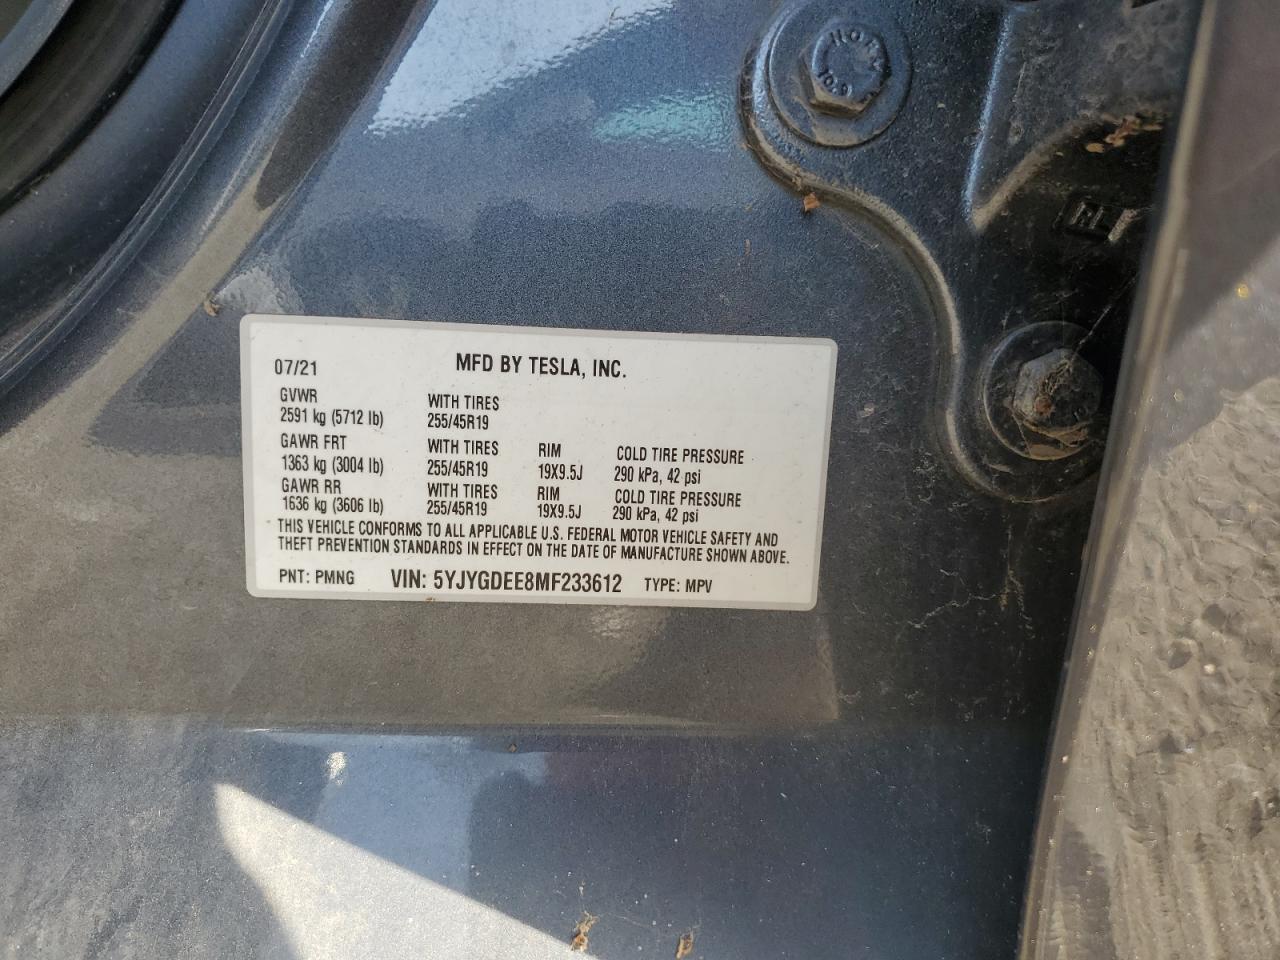 NORMA
10.9
RL
07/21 MFD BY TESLA, INC.
GVWR WITH TIRES
2591 kg (5712 lb) 255/45R19
GAWR FRT WITH TIRES RIM COLD TIRE PRESSURE
1363 kg (3004 lb) 255/45R19 19X9.5J 290 kPa, 42 psi
GAWR RR WITH TIRES RIM COLD TIRE PRESSURE
1636 kg (3606 lb) 255/45R19 19X9.5J 290 kPa, 42 psi
THIS VEHICLE CONFORMS TO ALL APPLICABLE U.S. FEDERAL MOTOR VEHICLE SAFETY AND
THEFT PREVENTION STANDARDS IN EFFECT ON THE DATE OF MANUFACTURE SHOWN ABOVE.
PNT: PMNG VIN: 5YJYGDEE8MF233612 TYPE: MPV